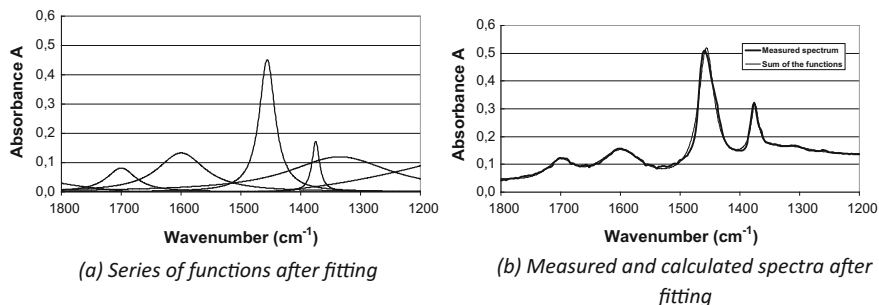 0,6
0,5
0,4
0,3
0,2
0,1
0,0
Absorbance A
1800 1700 1600 1500 1400 1300 1200
Wavenumber (cm-1)
(a) Series of functions after fitting
0,6
0,5
0,4
0,3
0,2
0,1
0,0
Absorbance A
Measured spectrum
Sum of the functions
1800 1700 1600 1500 1400 1300 1200
Wavenumber (cm-1)
(b) Measured and calculated spectra after
fitting